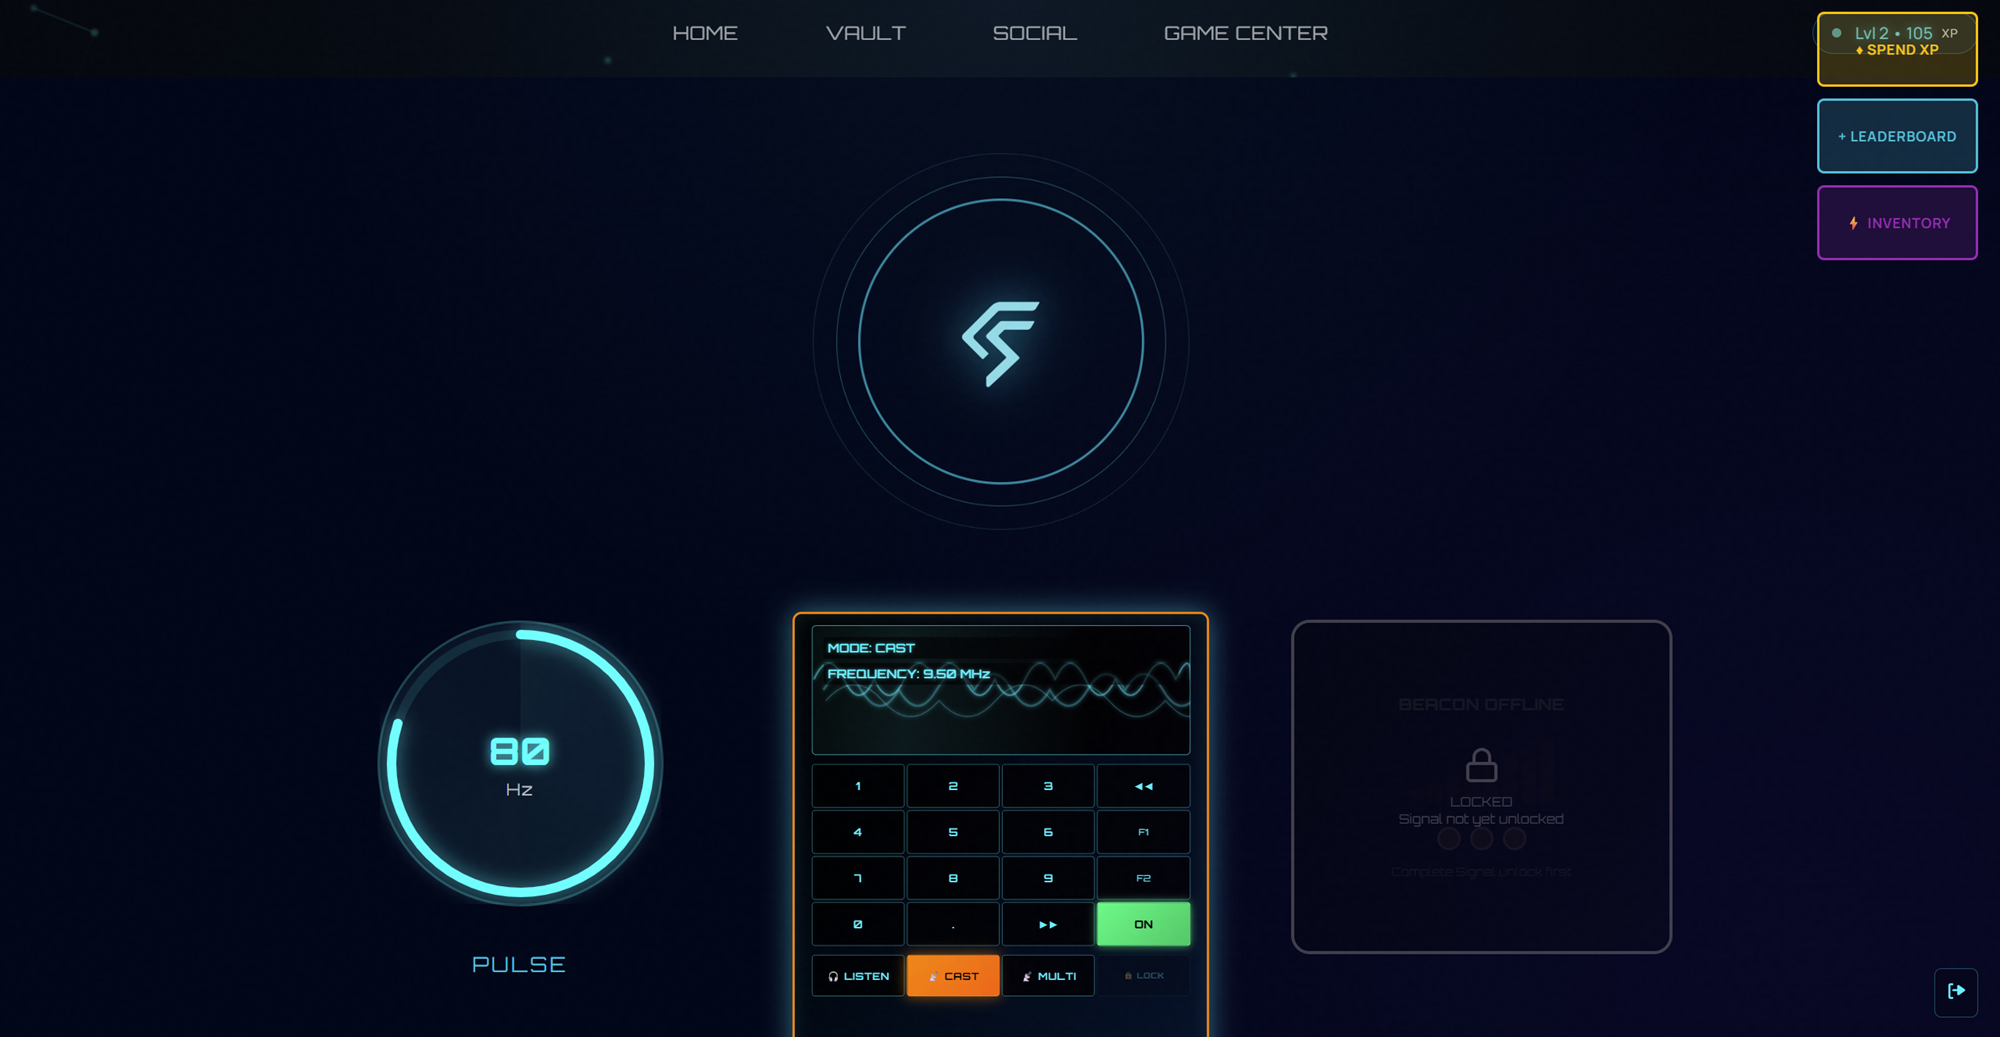 HOME VAULT SOCIAL GAME CENTER
Lvl 2 • 105 XP
♦ SPEND XP
+ LEADERBOARD
INVENTORY
80
Hz
PULSE
MODE: CAST
FREQUENCY: 9.50 MHz
1 2 3 ◄◄
4 5 6 F1
7 8 9 F2
0 . ►► ON
LISTEN CAST MULTI LOCK
BEACON OFFLINE
LOCKED
Signal not yet unlocked
Complete Signal Unlock first